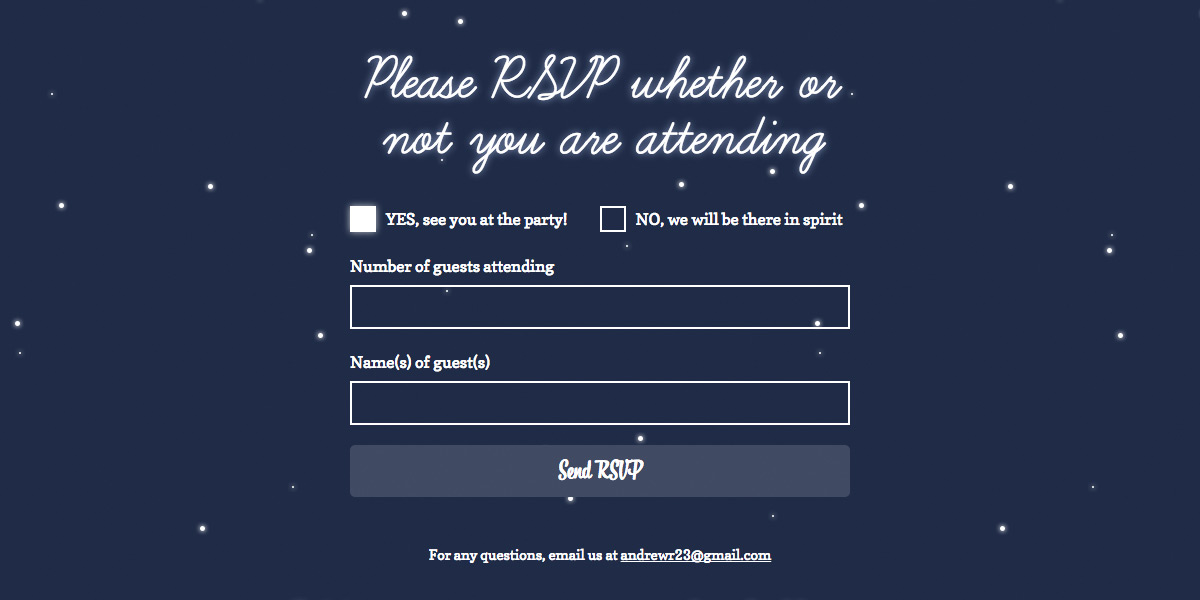 Please RSVP whether or
not you are attending
YES, see you at the party! NO, we will be there in spirit
Number of guests attending
Name(s) of guest(s)
Send RSVP
For any questions, email us at andrewr23@gmail.com